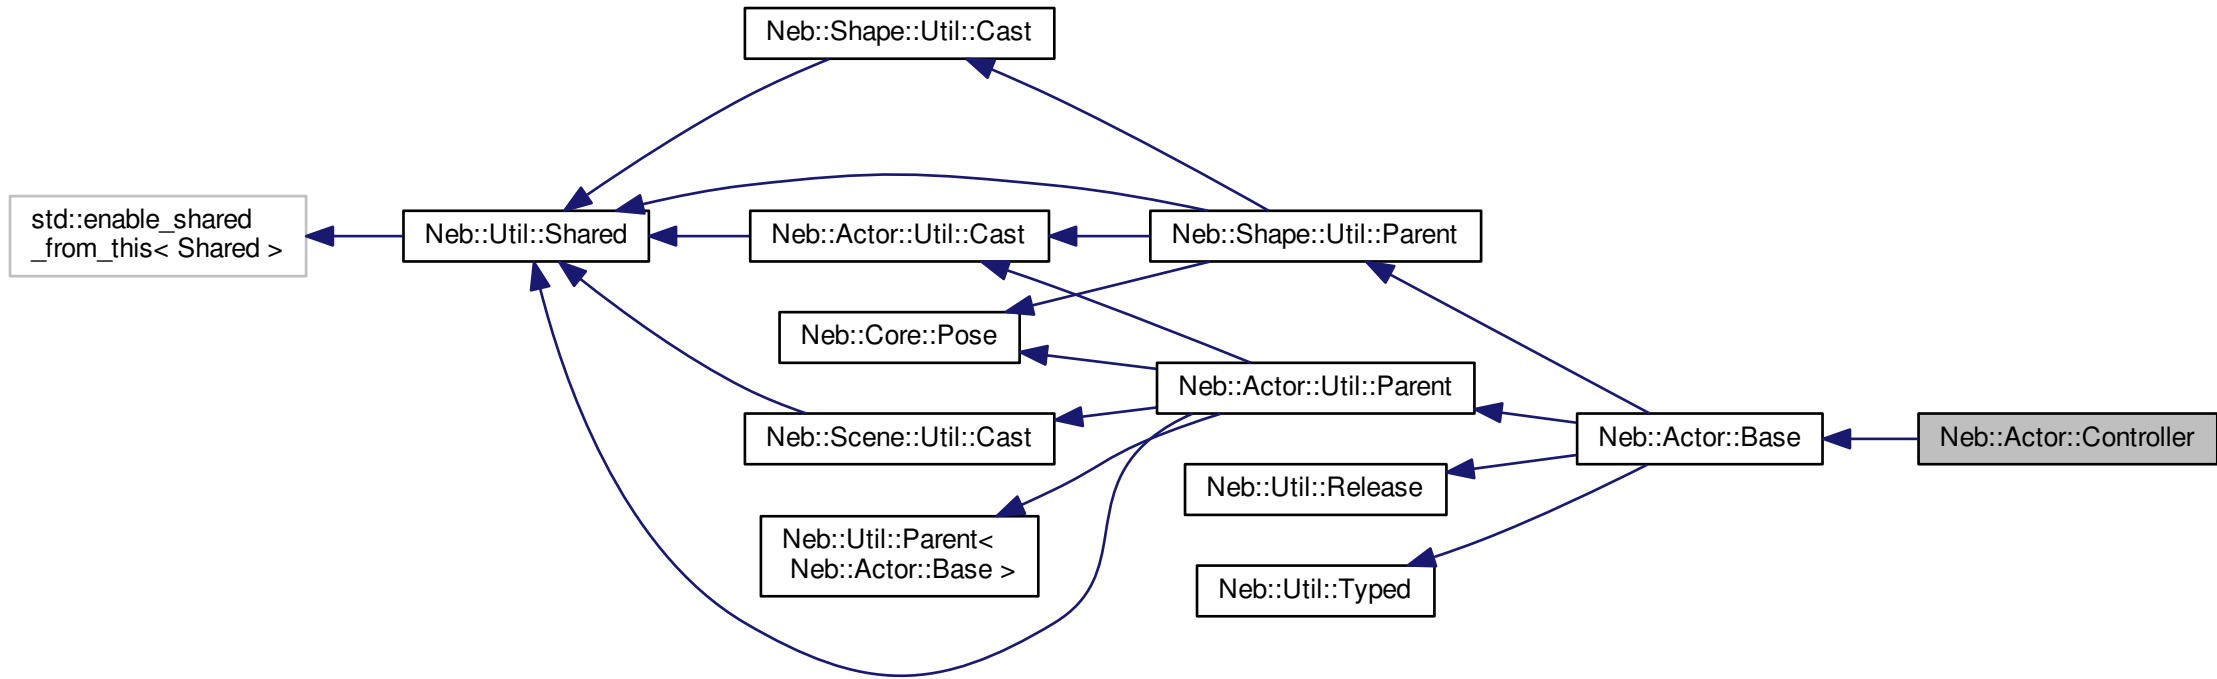 Neb::Shape::Util::Cast
std::enable_shared
_from_this< Shared >
Neb::Util::Shared
Neb::Actor::Util::Cast
Neb::Shape::Util::Parent
Neb::Core::Pose
Neb::Actor::Util::Parent
Neb::Scene::Util::Cast
Neb::Actor::Base
Neb::Actor::Controller
Neb::Util::Release
Neb::Util::Parent<
Neb::Actor::Base >
Neb::Util::Typed